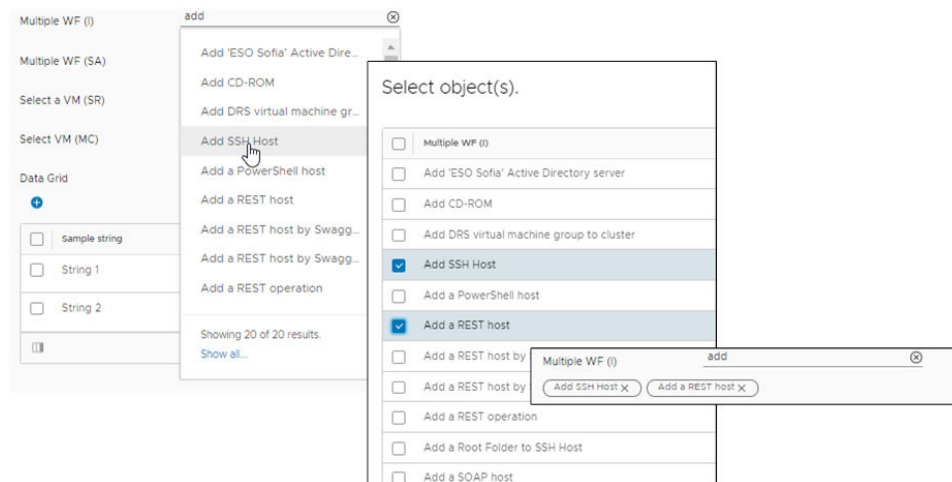 Multiple WF (I)
add
Multiple WF (SA)
Select a VM (SR)
Select VM (MC)
Data Grid
Sample string
String 1
String 2
Add 'ESO Sofia' Active Dire...
Add CD-ROM
Add DRS virtual machine gr...
Add SSH Host
Add a PowerShell host
Add a REST host
Add a REST host by Swagg...
Add a REST host by Swagg...
Add a REST operation
Showing 20 of 20 results.
Show all...
Select object(s).
Multiple WF (I)
Add 'ESO Sofia' Active Directory server
Add CD-ROM
Add DRS virtual machine group to cluster
Add SSH Host
Add a PowerShell host
Add a REST host
Add a REST host by
Add a REST host by
Add a REST operation
Add a Root Folder to SSH Host
Add a SOAP host
Multiple WF (I)
add
Add SSH Host
Add a REST host